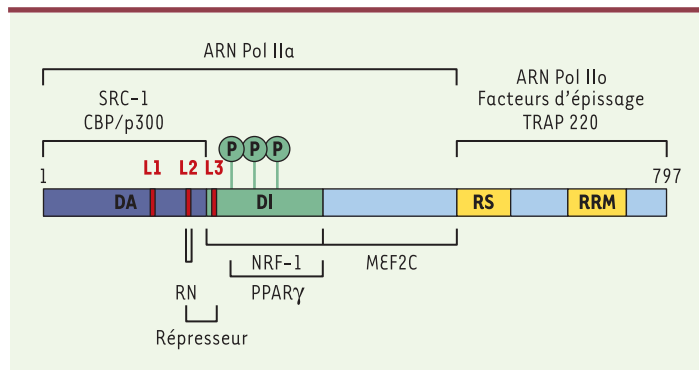 ARN Pol IIa
ARN Pol IIo
Facteurs d'épissage
TRAP 220
SRC-1
CBP/p300
P P P
L1 L2 L3
1
797
DA DI RS RRM
NRF-1 MEF2C
RN PPARγ
Répresseur